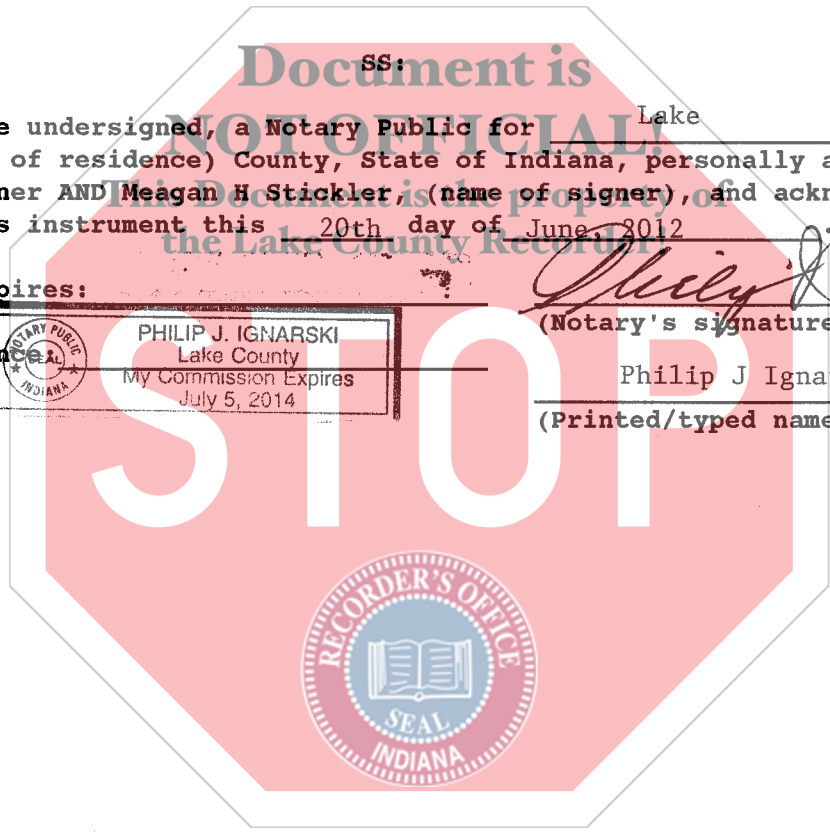 Document is
SS:
NOT OFFICIAL!
e undersigned, a Notary Public for Lake
of residence) County, State of Indiana, personally a
This Document is the property of
ner AND Meagan H Stickler, (name of signer), and ackn
s instrument this 20th day of June, 2012.
the Lake County Recorder
pires:
(Notary's signature
nce
NOTARY PUBLIC
SEAL
INDIANA
PHILIP J. IGNARSKI
Lake County
My Commission Expires
July 5, 2014
Philip J Igna
(Printed/typed name
STOP
RECORDER'S OFFICE
SEAL
INDIANA